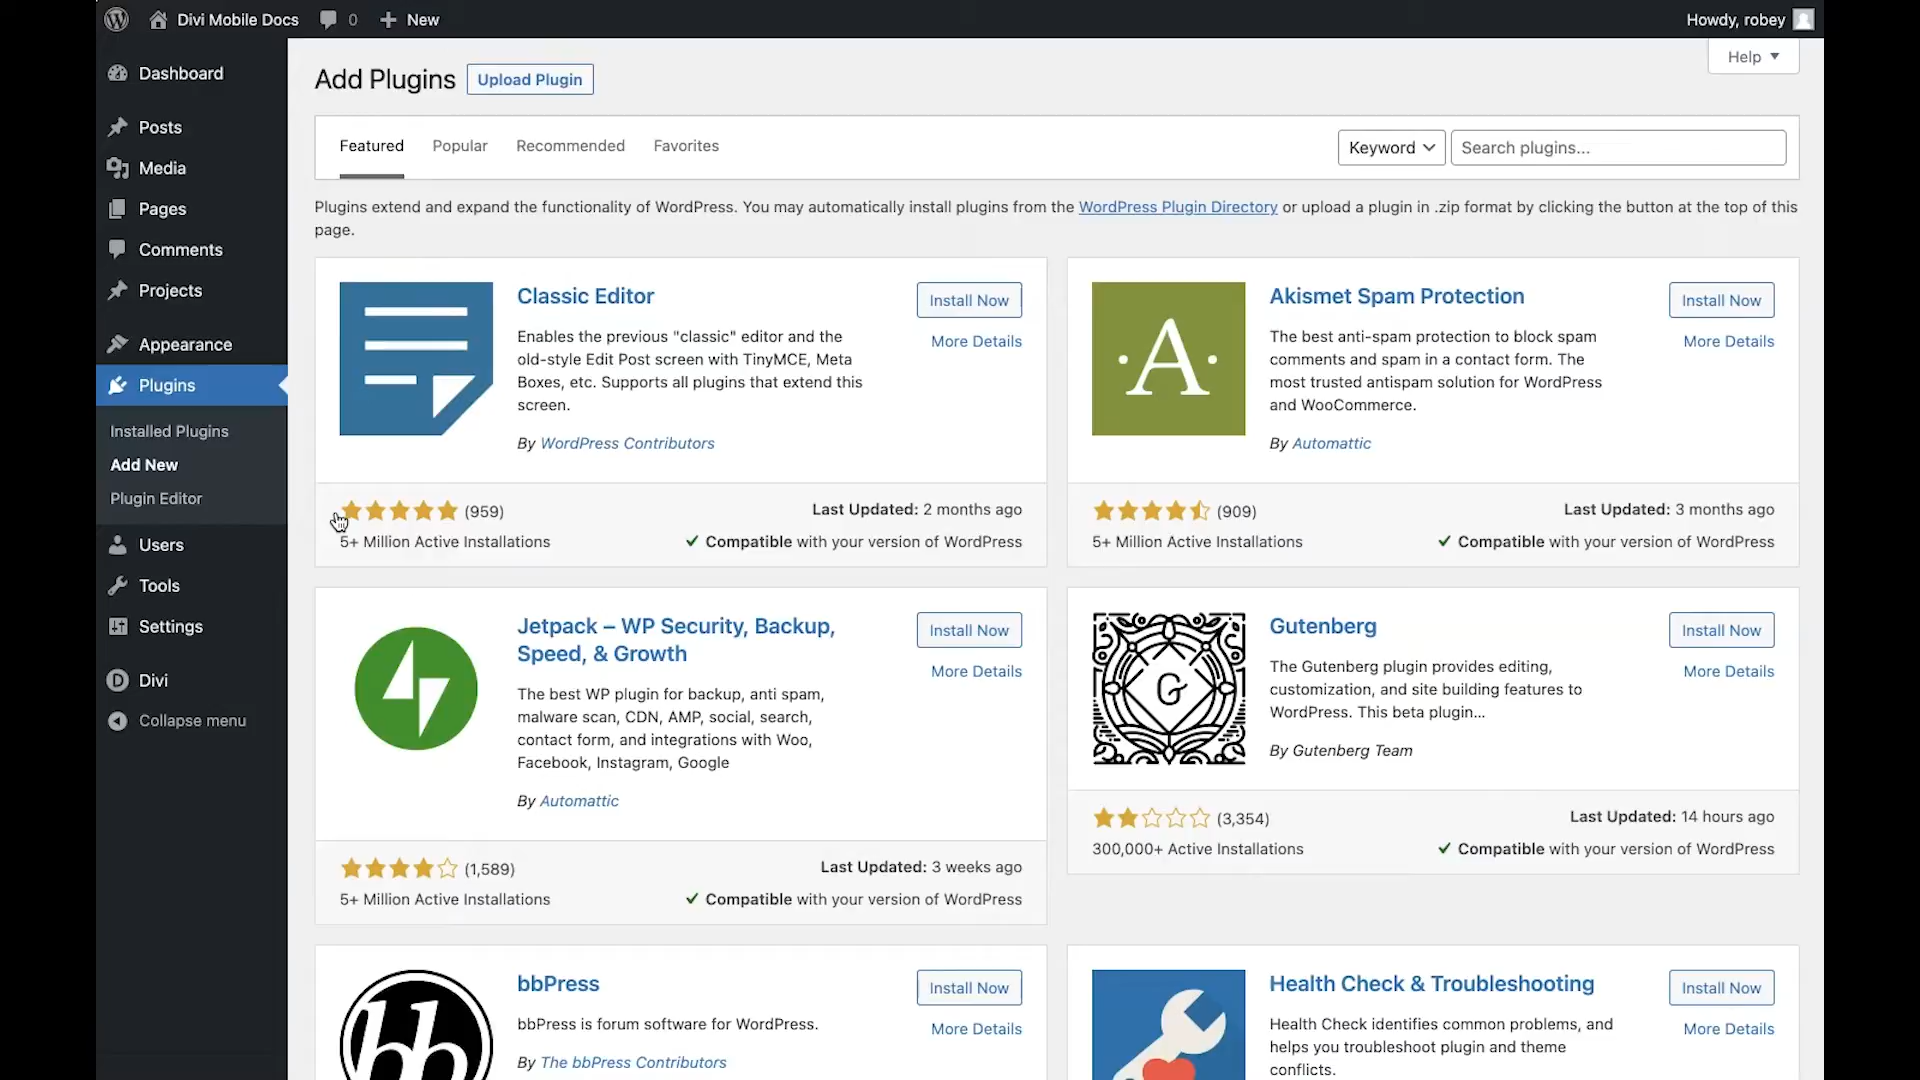 Divi Mobile Docs
0
New
Howdy, robey
Dashboard
Posts
Media
Pages
Comments
Projects
Appearance
Plugins
Installed Plugins
Add New
Plugin Editor
Users
Tools
Settings
Divi
Collapse menu
Help
Add Plugins
Upload Plugin
Featured
Popular
Recommended
Favorites
Keyword
Search plugins...
Plugins extend and expand the functionality of WordPress. You may automatically install plugins from the WordPress Plugin Directory or upload a plugin in .zip format by clicking the button at the top of this
page.
Classic Editor
Install Now
More Details
Enables the previous "classic" editor and the
old-style Edit Post screen with TinyMCE, Meta
Boxes, etc. Supports all plugins that extend this
screen.
By WordPress Contributors
(959)
Last Updated: 2 months ago
5+ Million Active Installations
Compatible with your version of WordPress
A
Akismet Spam Protection
Install Now
More Details
The best anti-spam protection to block spam
comments and spam in a contact form. The
most trusted antispam solution for WordPress
and WooCommerce.
By Automattic
(909)
Last Updated: 3 months ago
5+ Million Active Installations
Compatible with your version of WordPress
Jetpack – WP Security, Backup,
Speed, & Growth
Install Now
More Details
The best WP plugin for backup, anti spam,
malware scan, CDN, AMP, social, search,
contact form, and integrations with Woo,
Facebook, Instagram, Google
By Automattic
(1,589)
Last Updated: 3 weeks ago
5+ Million Active Installations
Compatible with your version of WordPress
G
Gutenberg
Install Now
More Details
The Gutenberg plugin provides editing,
customization, and site building features to
WordPress. This beta plugin...
By Gutenberg Team
(3,354)
Last Updated: 14 hours ago
300,000+ Active Installations
Compatible with your version of WordPress
bb
bbPress
Install Now
More Details
bbPress is forum software for WordPress.
By The bbPress Contributors
Health Check & Troubleshooting
Install Now
More Details
Health Check identifies common problems, and
helps you troubleshoot plugin and theme
conflicts.